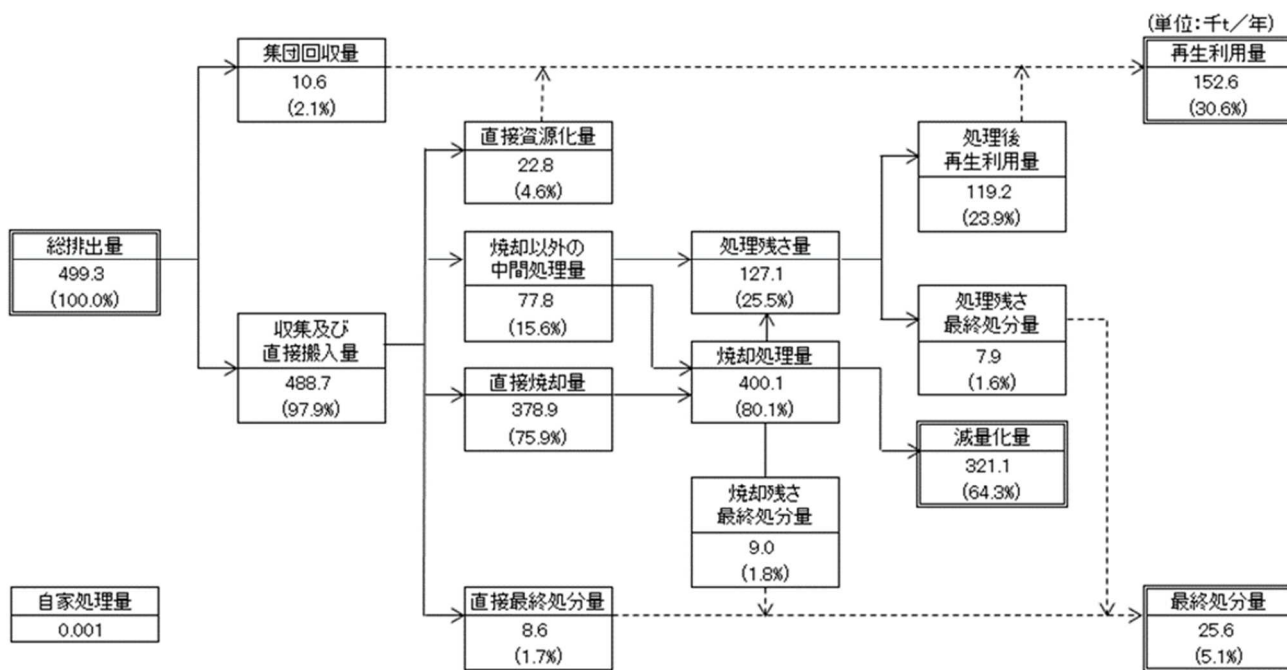 (単位:千t/年)
集団回収量
10.6
(2.1%)
再生利用量
152.6
(30.6%)
直接資源化量
22.8
(4.6%)
処理後
再生利用量
119.2
(23.9%)
総排出量
499.3
(100.0%)
焼却以外の
中間処理量
77.8
(15.6%)
処理残さ量
127.1
(25.5%)
処理残さ
最終処分量
7.9
(1.6%)
収集及び
直接搬入量
488.7
(97.9%)
直接焼却量
378.9
(75.9%)
焼却処理量
400.1
(80.1%)
減量化量
321.1
(64.3%)
焼却残さ
最終処分量
9.0
(1.8%)
自家処理量
0.001
直接最終処分量
8.6
(1.7%)
最終処分量
25.6
(5.1%)